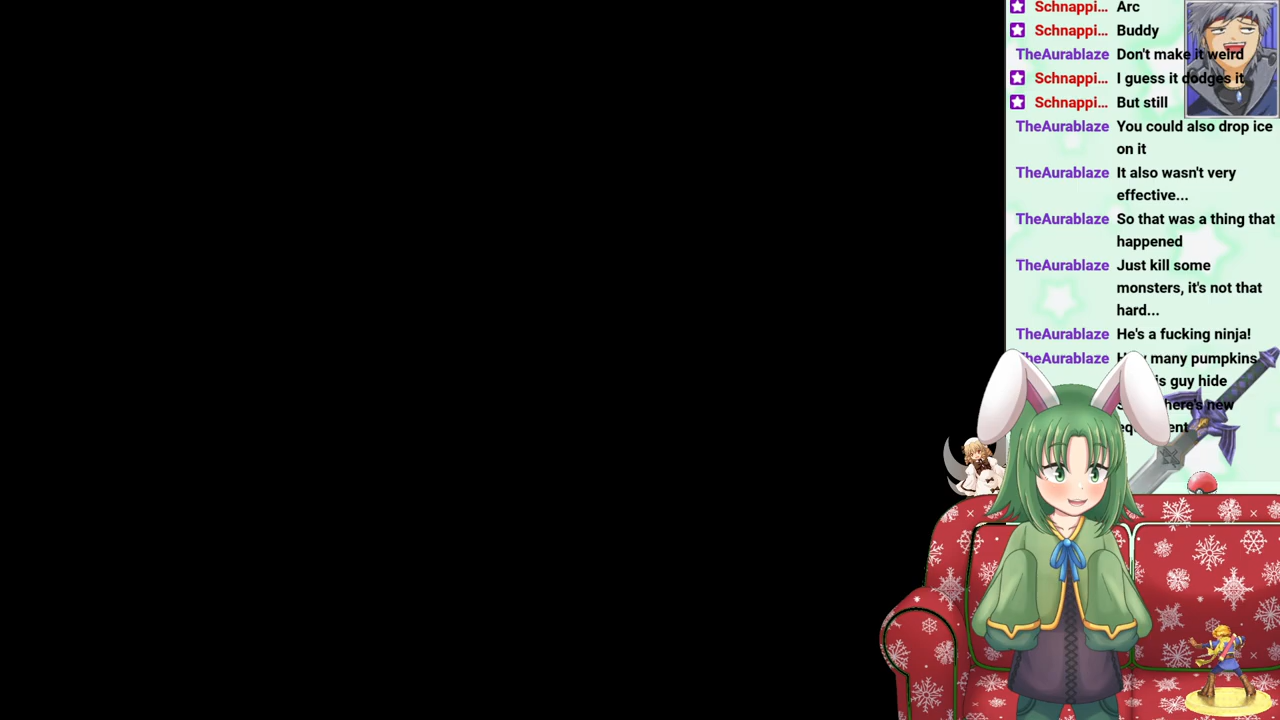 Schnappi... Arc
Schnappi... Buddy
TheAurablaze Don't make it weird
Schnappi... I guess it dodges it
Schnappi... But still
TheAurablaze You could also drop ice
on it
TheAurablaze It also wasn't very
effective...
TheAurablaze So that was a thing that
happened
TheAurablaze Just kill some
monsters, it's not that
hard...
TheAurablaze He's a fucking ninja!
TheAurablaze many pumpkins
guy hide
new